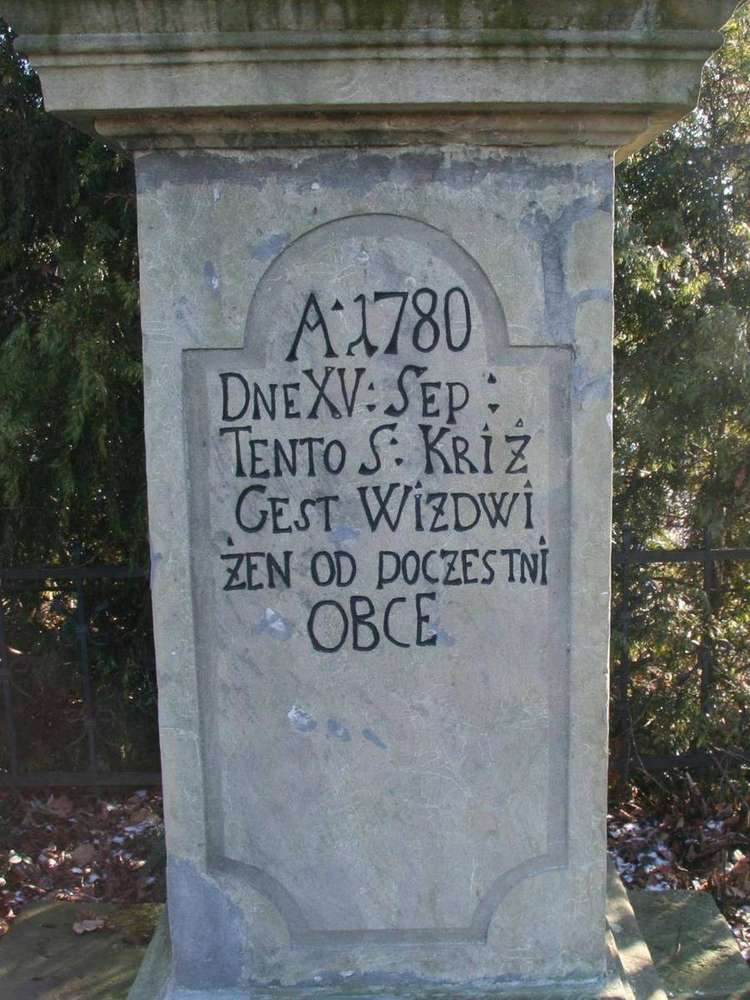 A: 1780
DNE XV: SEP:
TENTO S: KRIŻ
GEST WIZDWI
ŻEN OD POCZESTNI
OBCE